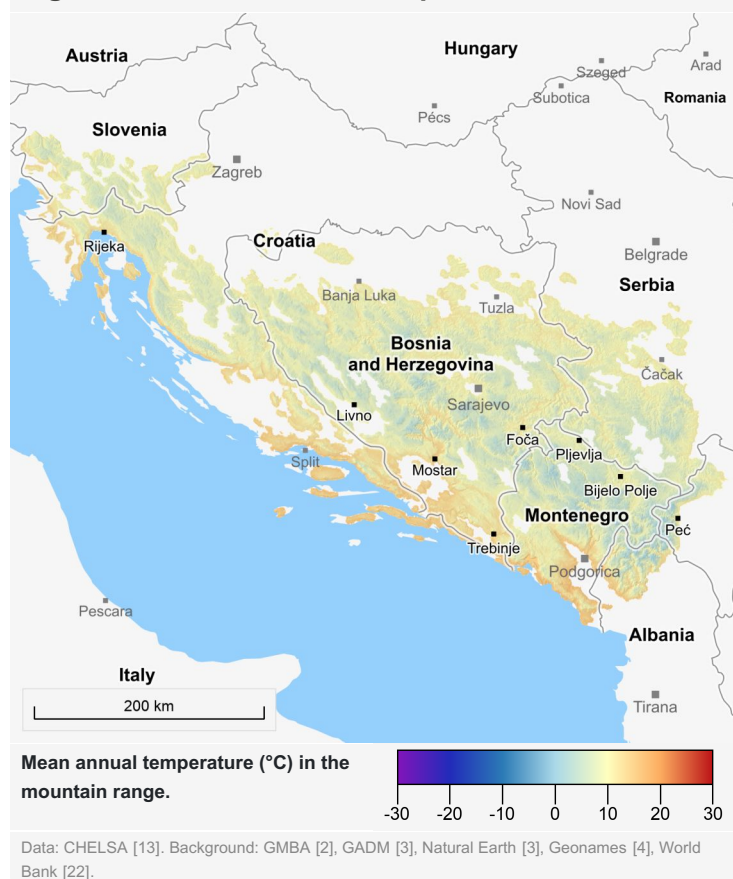 Austria
Hungary
Szeged
Arad
Subotica
Romania
Pécs
Slovenia
Zagreb
Novi Sad
Rijeka
Croatia
Belgrade
Serbia
Banja Luka
Tuzla
Bosnia
and Herzegovina
Čačak
Sarajevo
Livno
Foča
Pljevlja
Split
Mostar
Bijelo Polje
Montenegro
Peć
Trebinje
Podgorica
Pescara
Albania
Italy
200 km
Tirana
Mean annual temperature (°C) in the
mountain range.
-30 -20 -10 0 10 20 30
Data: CHELSA [13]. Background: GMBA [2], GADM [3], Natural Earth [3], Geonames [4], World
Bank [22].